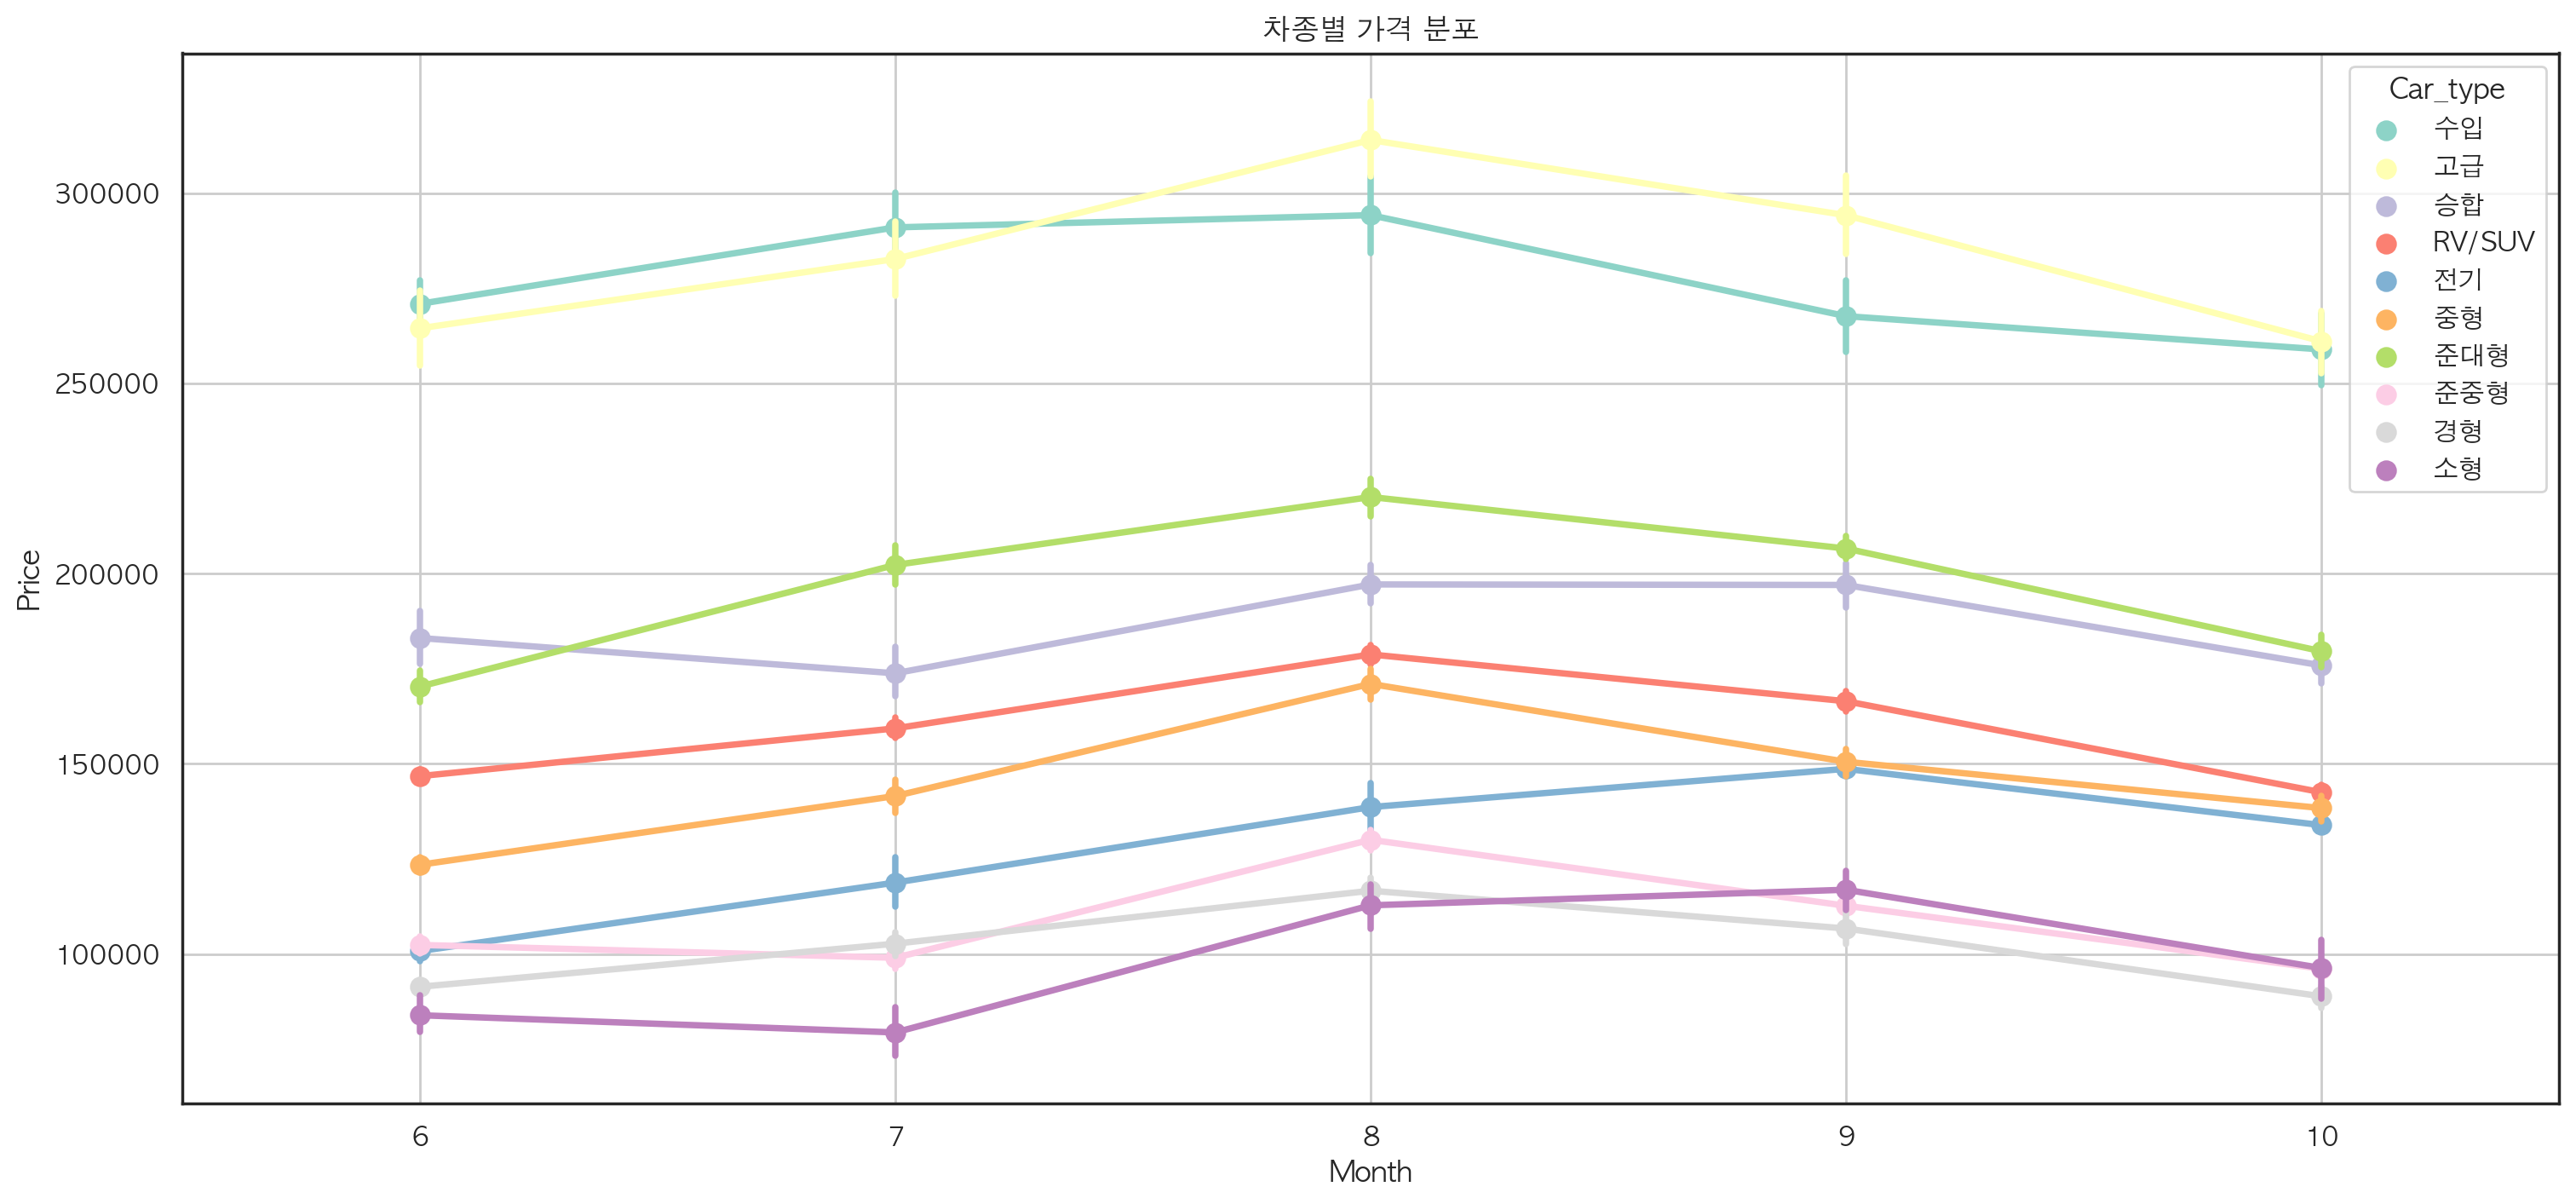 차종별 가격 분포
Car_type
수입
고급
승합
RV/SUV
전기
중형
준대형
준중형
경형
소형
Price
300000
250000
200000
150000
100000
6 7 8 9 10
Month